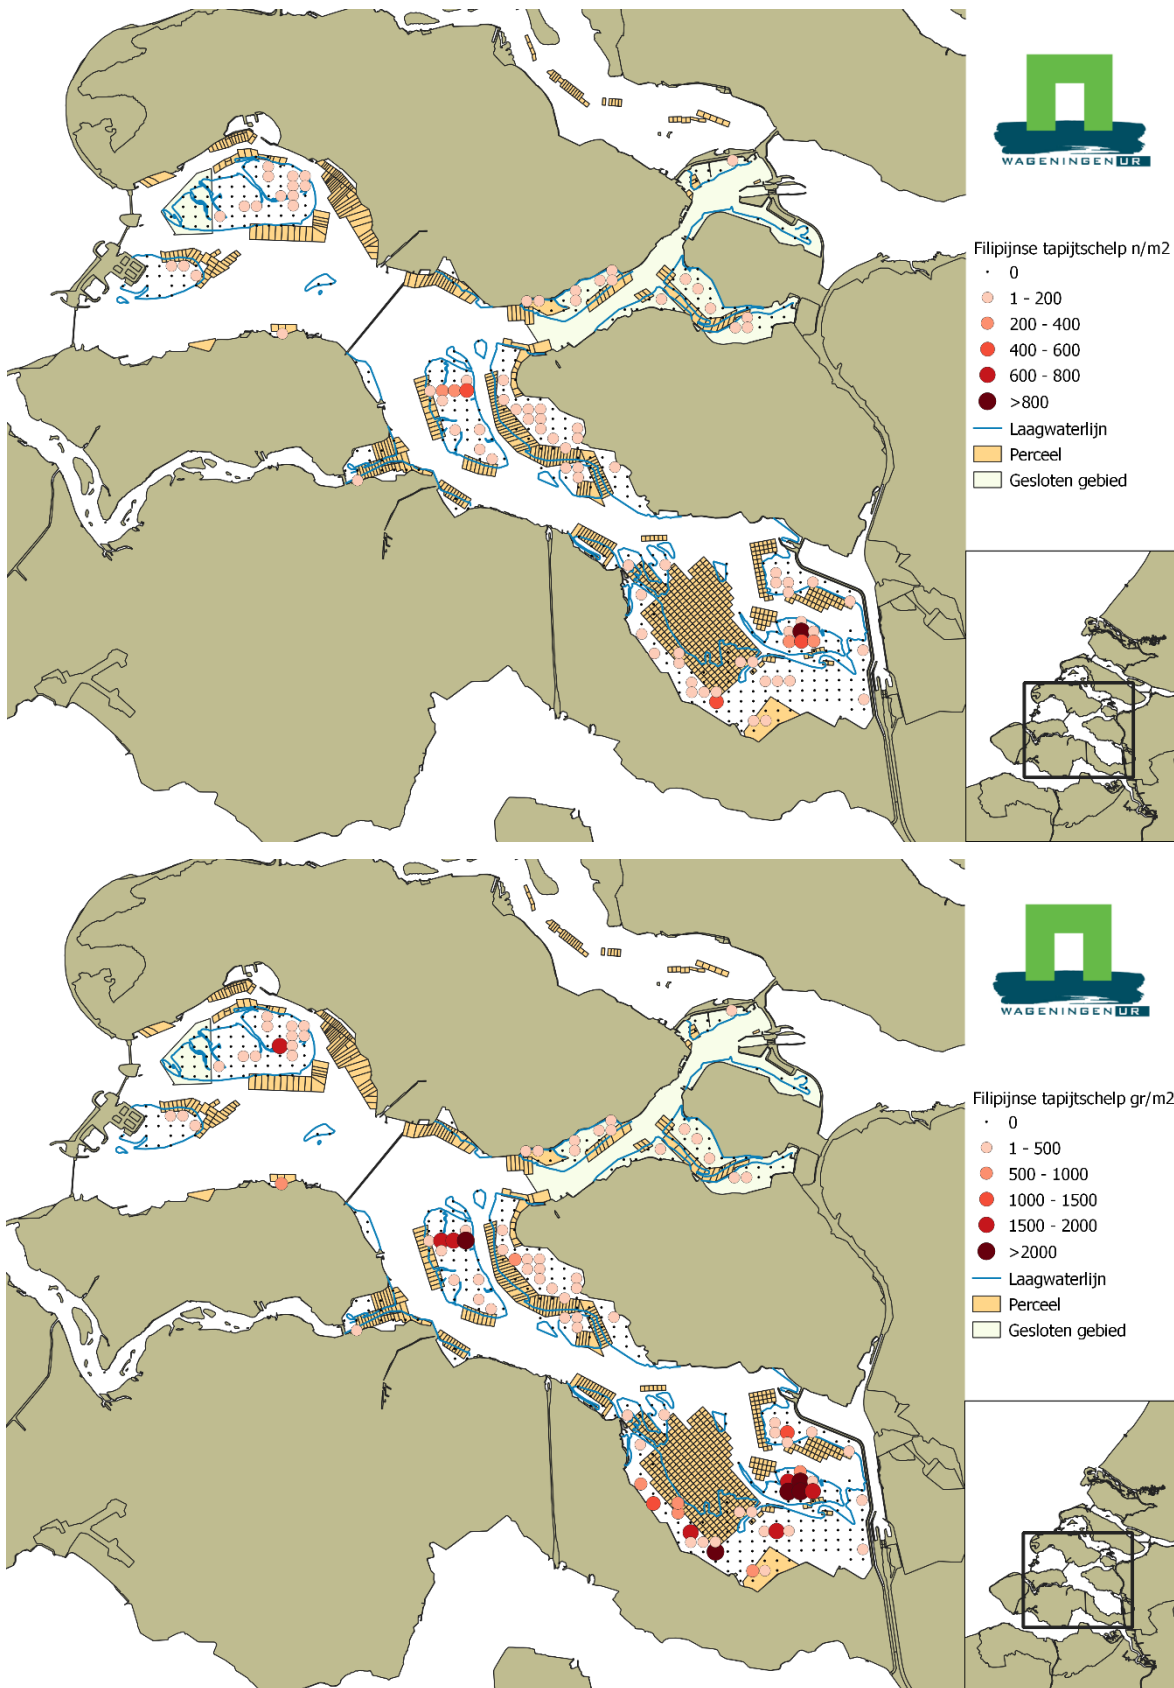 WAGENINGEN UR
Filipijnse tapijtschelp n/m2
0
1 - 200
200 - 400
400 - 600
600 - 800
>800
Laagwaterlijn
Perceel
Gesloten gebied
WAGENINGEN UR
Filipijnse tapijtschelp gr/m2
0
1 - 500
500 - 1000
1000 - 1500
1500 - 2000
>2000
Laagwaterlijn
Perceel
Gesloten gebied